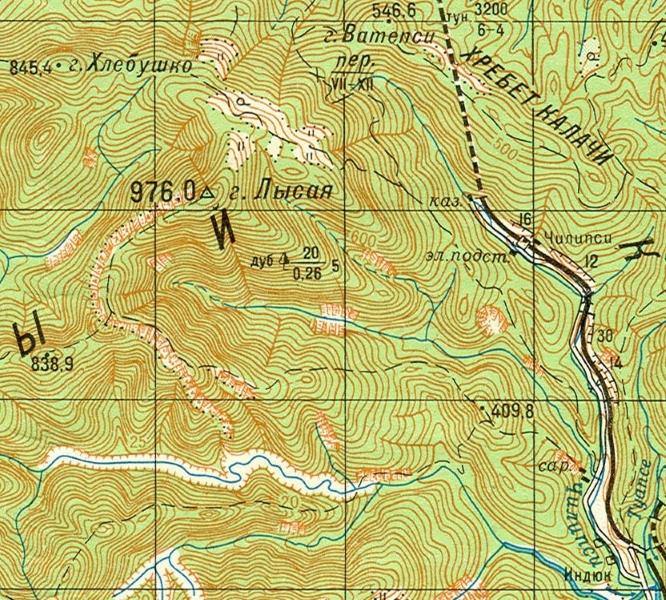 546.6
тун.
3200
6-4
г. Ватепси
845,4
г. Хлебушко
пер.
VII-XII
ХРЕБЕТ КАЛАЧИ
500
976.0
г. Лысая
каз.
И
16
Чилипси
600
дуб
20
0,26
5
эл. подст.
12
Ы
838,9
30
14
409,8
сар.
Туапсе
Индюк